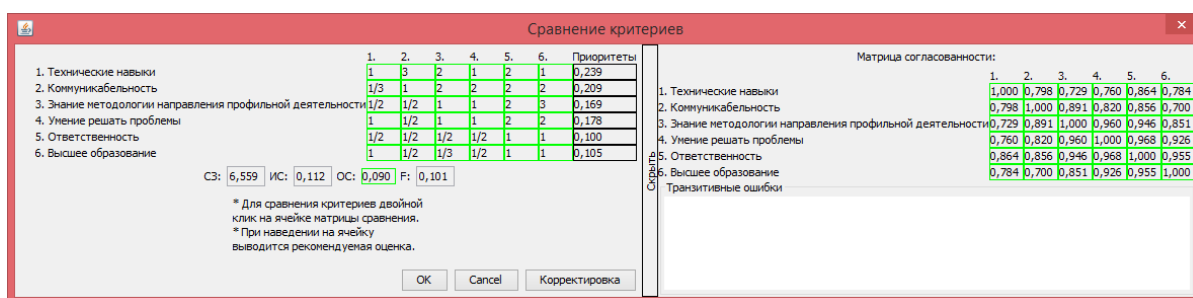 Сравнение критериев
1. 2. 3. 4. 5. 6. Приоритеты
1. Технические навыки 1 3 2 1 2 1 0,239
2. Коммуникабельность 1/3 1 2 2 2 2 0,209
3. Знание методологии направления профильной деятельности 1/2 1/2 1 1 2 3 0,169
4. Умение решать проблемы 1 1/2 1 1 2 2 0,178
5. Ответственность 1/2 1/2 1/2 1/2 1 1 0,100
6. Высшее образование 1 1/2 1/3 1/2 1 1 0,105
СЗ: 6,559 ИС: 0,112 ОС: 0,090 F: 0,101
* Для сравнения критериев двойной
клик на ячейке матрицы сравнения.
* При наведении на ячейку
выводится рекомендуемая оценка.
OK Cancel Корректировка
Скрыть
Матрица согласованности:
1. 2. 3. 4. 5. 6.
1. Технические навыки 1,000 0,798 0,729 0,760 0,864 0,784
2. Коммуникабельность 0,798 1,000 0,891 0,820 0,856 0,700
3. Знание методологии направления профильной деятельности 0,729 0,891 1,000 0,960 0,946 0,851
4. Умение решать проблемы 0,760 0,820 0,960 1,000 0,968 0,926
5. Ответственность 0,864 0,856 0,946 0,968 1,000 0,955
6. Высшее образование 0,784 0,700 0,851 0,926 0,955 1,000
Транзитивные ошибки